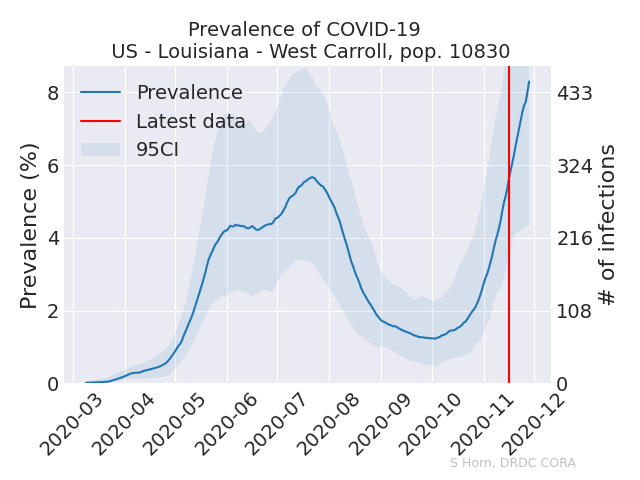 Prevalence of COVID-19
US - Louisiana - West Carroll, pop. 10830
Prevalence
Latest data
95CI
Prevalence (%)
8
6
4
2
0
# of infections
433
324
216
108
0
2020-03
2020-04
2020-05
2020-06
2020-07
2020-08
2020-09
2020-10
2020-11
2020-12
S Horn, DRDC CORA